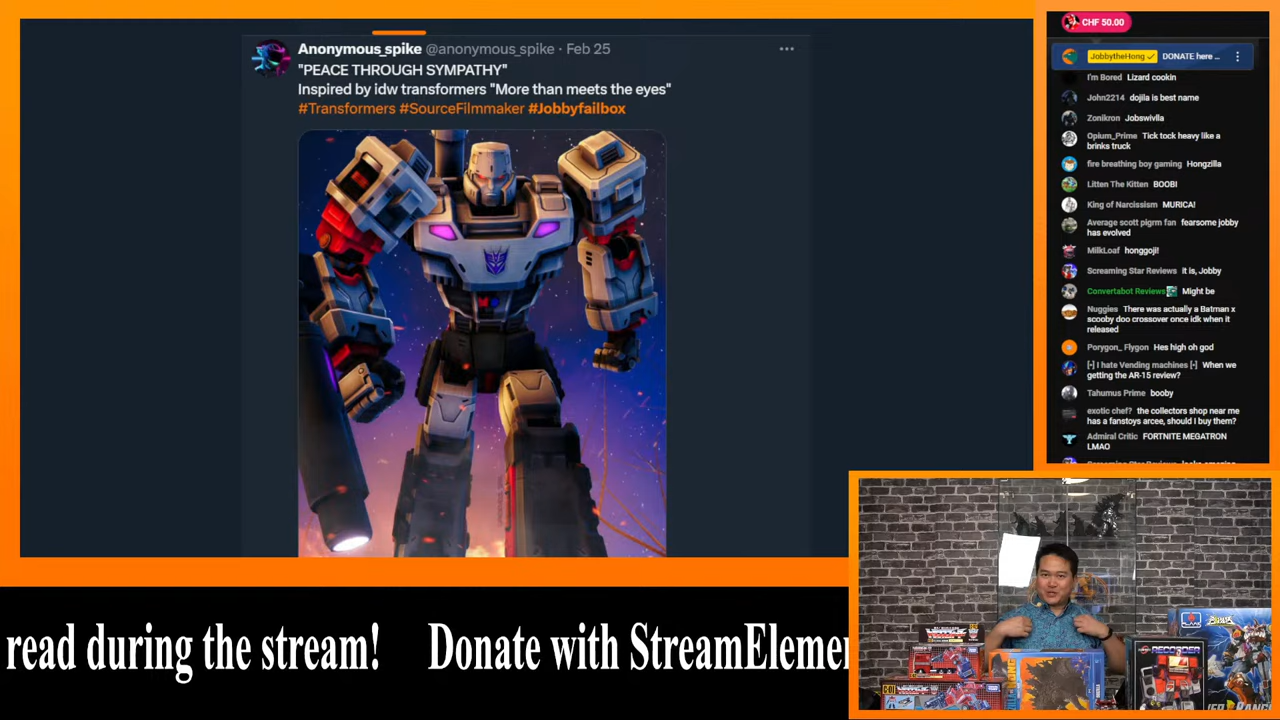 Anonymous_spike @anonymous_spike · Feb 25
"PEACE THROUGH SYMPATHY"
Inspired by idw transformers "More than meets the eyes"
#Transformers #SourceFilmmaker #Jobbyfailbox
CHF 50.00
JobbytheHong DONATE here ...
I'm Bored Lizard cookin
John2214 dojila is best name
Zonikron Jobswivlla
Opium_Prime Tick tock heavy like a
brinks truck
fire breathing boy gaming Hongzilla
Litten The Kitten BOOBI
King of Narcissism MURICA!
Average scott pigrm fan fearsome jobby
has evolved
MilkLoaf honggoji!
Screaming Star Reviews it is, Jobby
Convertabot Reviews Might be
Nuggies There was actually a Batman x
scooby doo crossover once idk when it
released
Porygon_ Flygon Hes high oh god
[-] I hate Vending machines [-] When we
getting the AR-15 review?
Tahumus Prime booby
exotic chef? the collectors shop near me
has a fanstoys arcee, should I buy them?
Admiral Critic FORTNITE MEGATRON
LMAO
read during the stream! Donate with StreamElemen
RECORDER